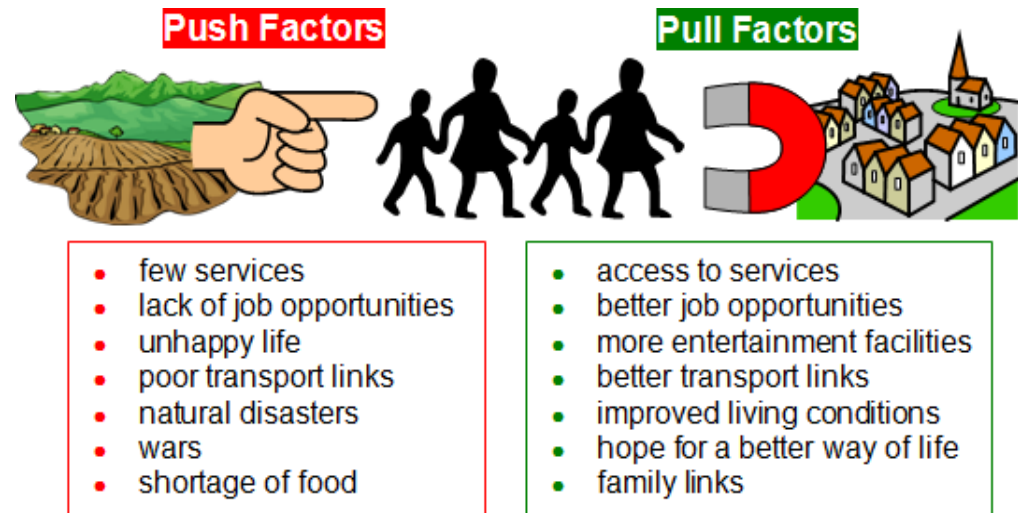 Push Factors
Pull Factors
• few services
• lack of job opportunities
• unhappy life
• poor transport links
• natural disasters
• wars
• shortage of food
• access to services
• better job opportunities
• more entertainment facilities
• better transport links
• improved living conditions
• hope for a better way of life
• family links